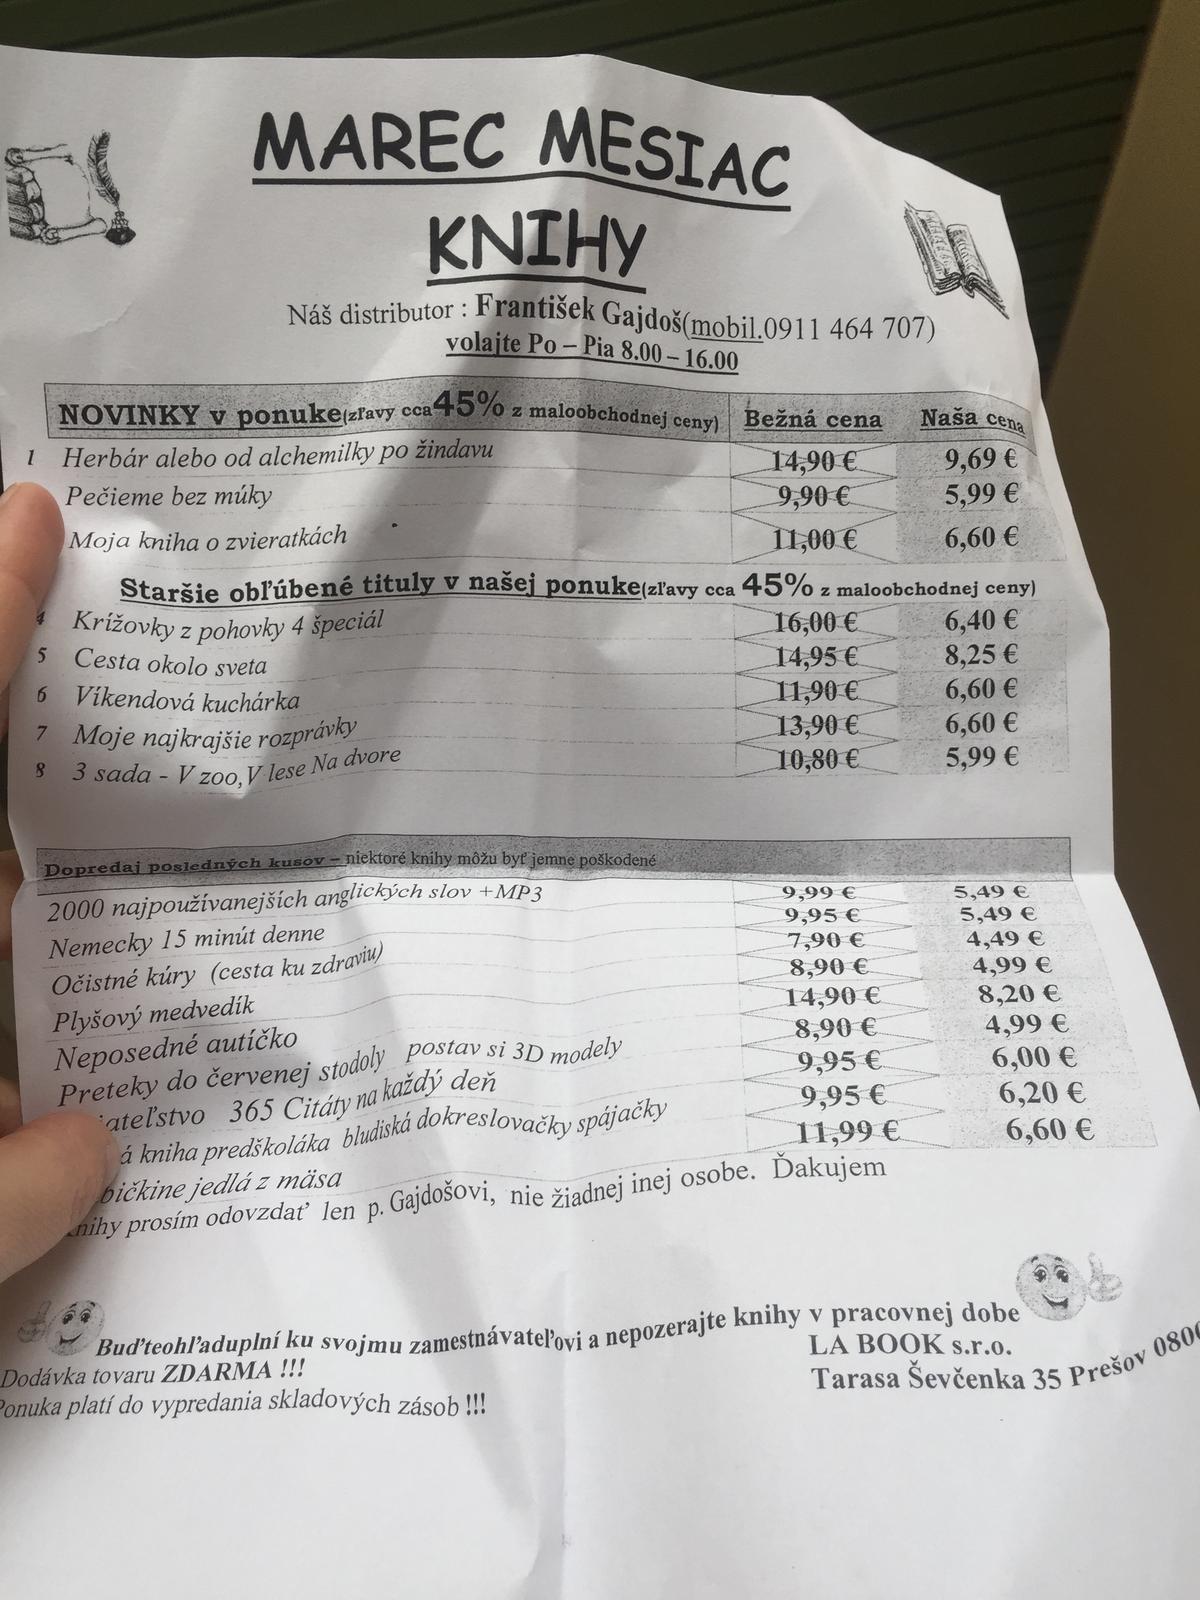 MAREC MESIAC
KNIHY
Náš distributor : František Gajdoš(mobil.0911 464 707)
volajte Po – Pia 8.00 – 16.00
NOVINKY v ponuke(zľavy cca 45% z maloobchodnej ceny) Bežná cena Naša cena
1 Herbár alebo od alchemilky po žindavu 14,90 € 9,69 €
Pečieme bez múky 9,90 € 5,99 €
Moja kniha o zvieratkách 11,00 € 6,60 €
Staršie obľúbené tituly v našej ponuke(zľavy cca 45% z maloobchodnej ceny)
4 Krížovky z pohovky 4 špeciál 16,00 € 6,40 €
5 Cesta okolo sveta 14,95 € 8,25 €
6 Víkendová kuchárka 11,90 € 6,60 €
7 Moje najkrajšie rozprávky 13,90 € 6,60 €
8 3 sada - V zoo,V lese Na dvore 10,80 € 5,99 €
Dopredaj posledných kusov – niektoré knihy môžu byť jemne poškodené
2000 najpoužívanejších anglických slov +MP3 9,99 € 5,49 €
Nemecky 15 minút denne 9,95 € 5,49 €
Očistné kúry (cesta ku zdraviu) 7,90 € 4,49 €
Plyšový medvedík 8,90 € 4,99 €
Neposedné autíčko 14,90 € 8,20 €
Preteky do červenej stodoly postav si 3D modely 8,90 € 4,99 €
365 Citáty na každý deň 9,95 € 6,00 €
kniha predškoláka bludiská dokreslovačky spájačky 9,95 € 6,20 €
jedlá z mäsa 11,99 € 6,60 €
prosím odovzdať len p. Gajdošovi, nie žiadnej inej osobe. Ďakujem
Buďteohľaduplní ku svojmu zamestnávateľovi a nepozerajte knihy v pracovnej dobe
Dodávka tovaru ZDARMA !!!
LA BOOK s.r.o.
Ponuka platí do vypredania skladových zásob !!!
Tarasa Ševčenka 35 Prešov 0800